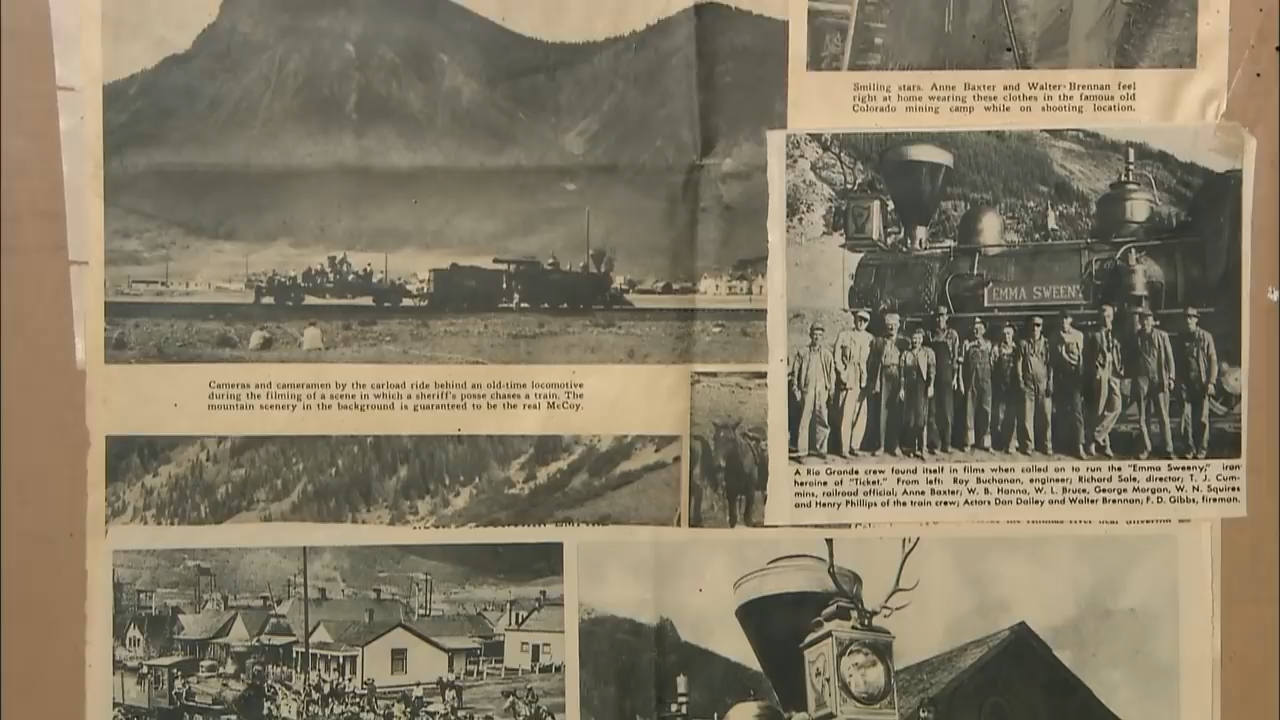 Smiling stars. Anne Baxter and Walter Brennan feel
right at home wearing these clothes in the famous old
Colorado mining camp while on shooting location.
EMMA SWEENY
Cameras and cameramen by the carload ride behind an old-time locomotive
during the filming of a scene in which a sheriff's posse chases a train. The
mountain scenery in the background is guaranteed to be the real McCoy.
A Rio Grande crew found itself in films when called on to run the "Emma Sweeny," iron
heroine of "Ticket." From left: Ray Buchanan, engineer; Richard Sale, director; T. J. Cum-
mins, railroad official; Anne Baxter; W. B. Hanna, W. L. Bruce, George Morgan, W. N. Squires
and Henry Phillips of the train crew; Actors Dan Dailey and Walter Brennan; F. D. Gibbs, fireman.